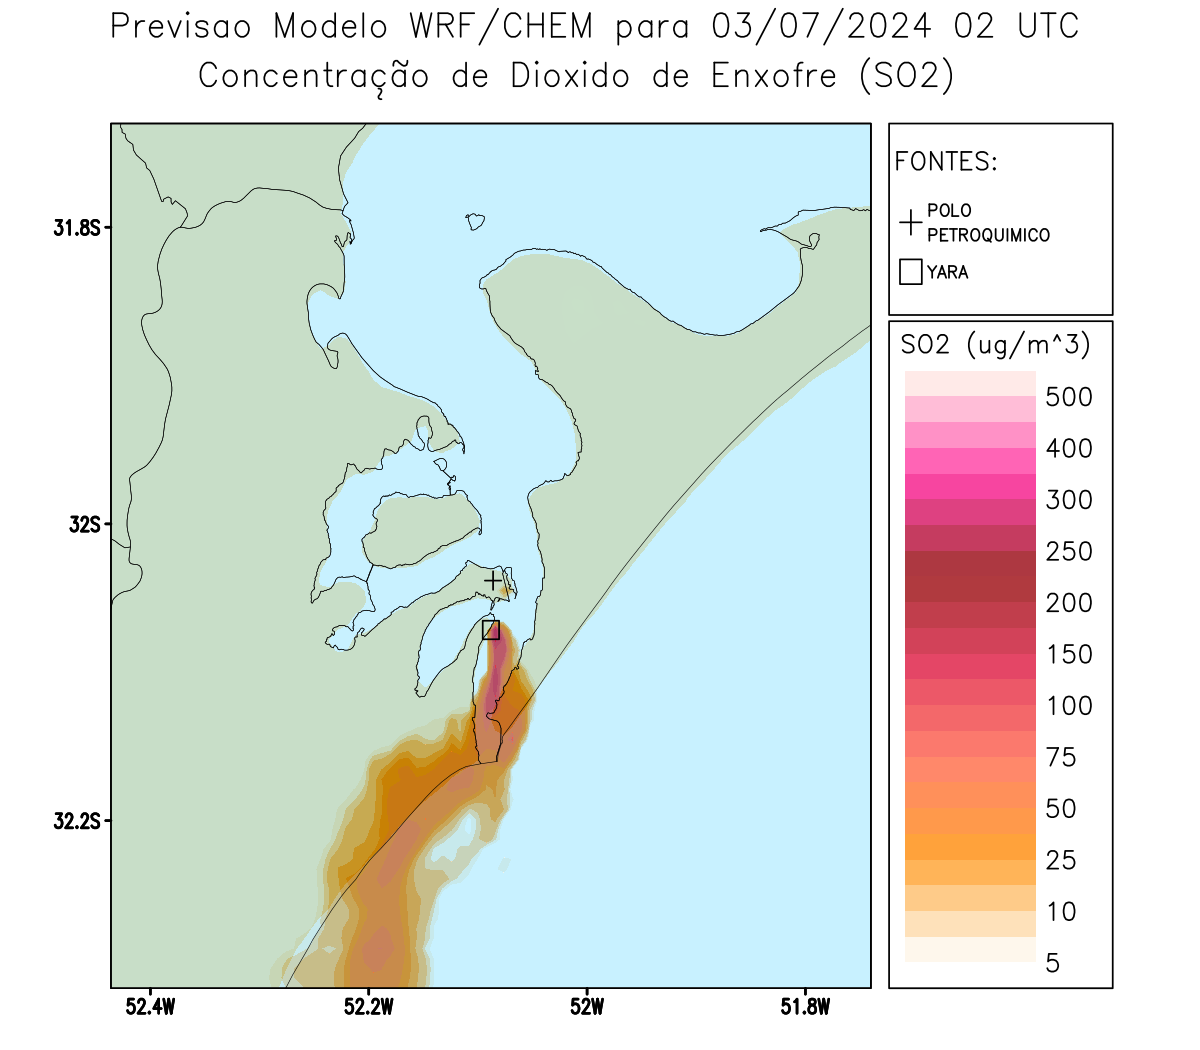 Previsao Modelo WRF/CHEM para 03/07/2024 02 UTC
Concentração de Dioxido de Enxofre (SO2)
FONTES:
POLO
PETROQUIMICO
YARA
SO2 (ug/m^3)
500
400
300
250
200
150
100
75
50
25
10
5
31.8S
32S
32.2S
52.4W
52.2W
52W
51.8W